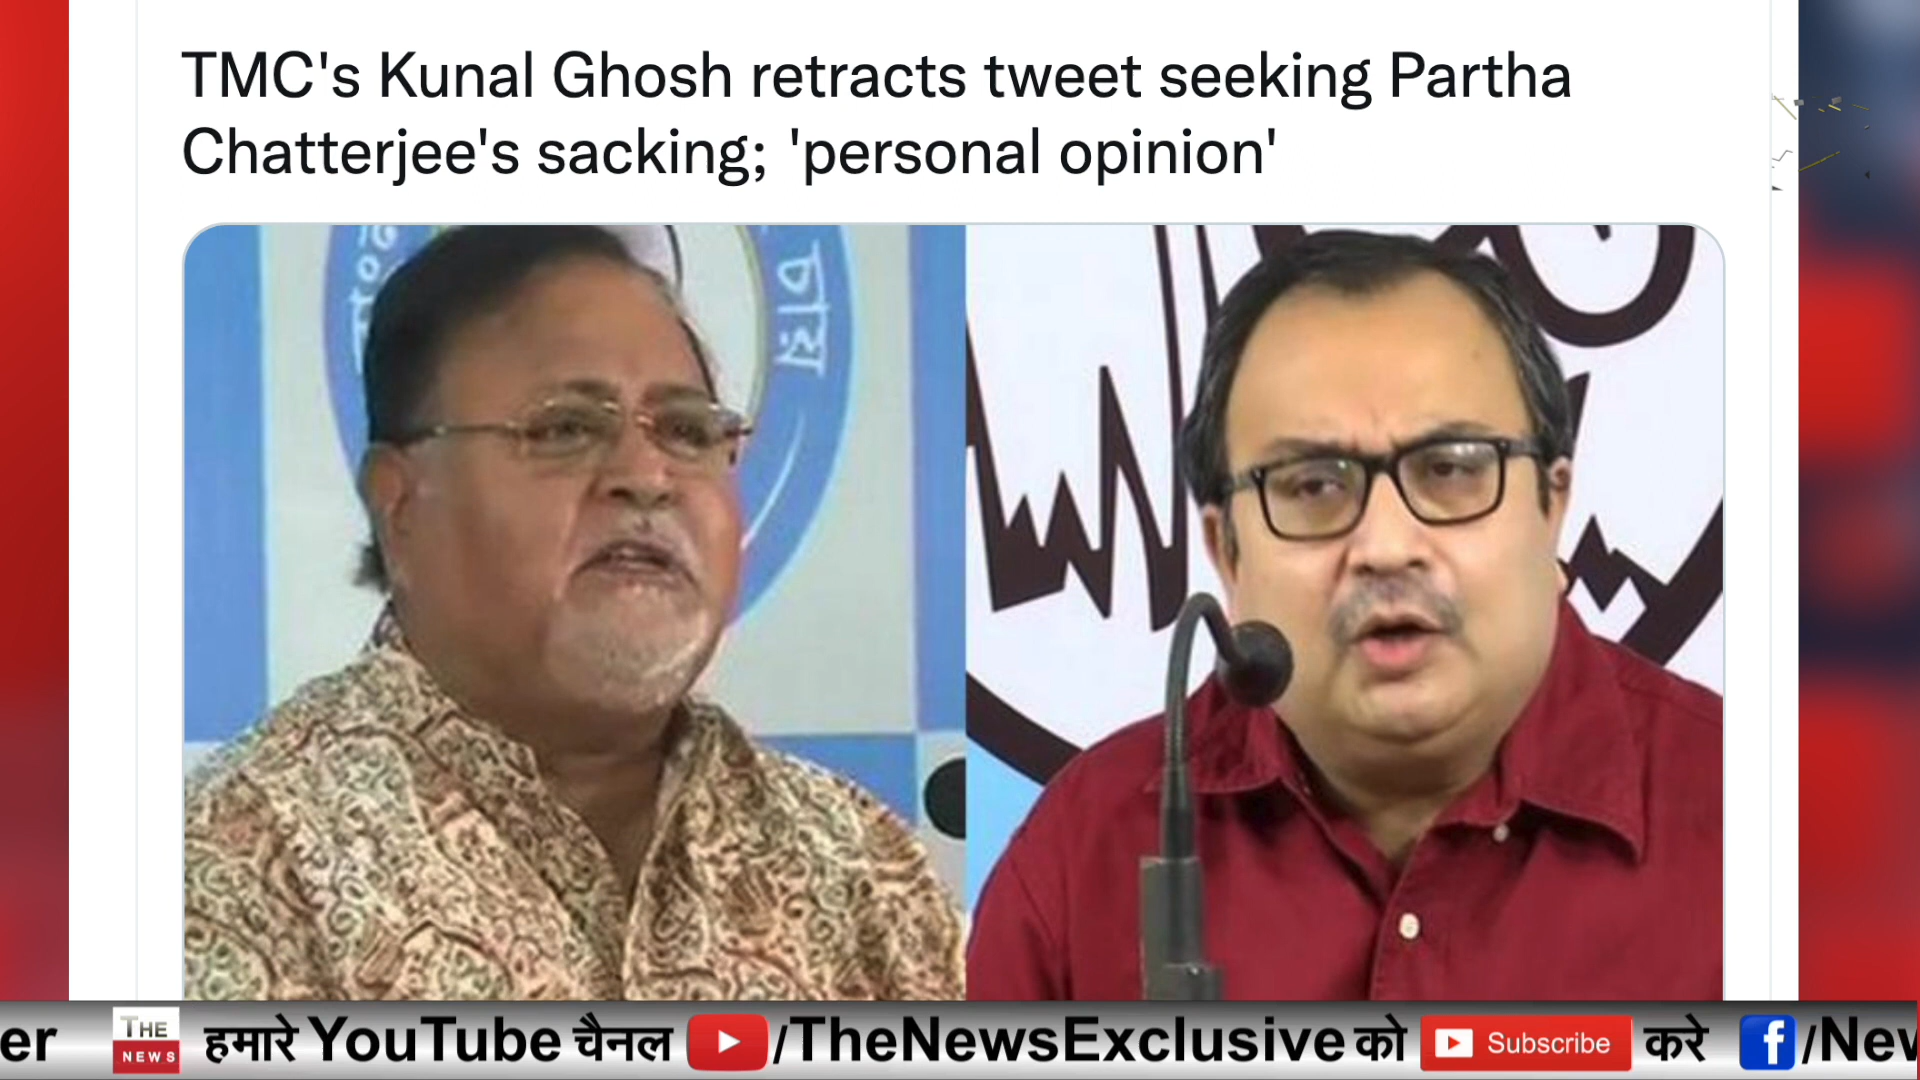 TMC's Kunal Ghosh retracts tweet seeking Partha
Chatterjee's sacking; 'personal opinion'
er THE NEWS हमारे YouTube चैनल /TheNewsExclusive को Subscribe करे f /New